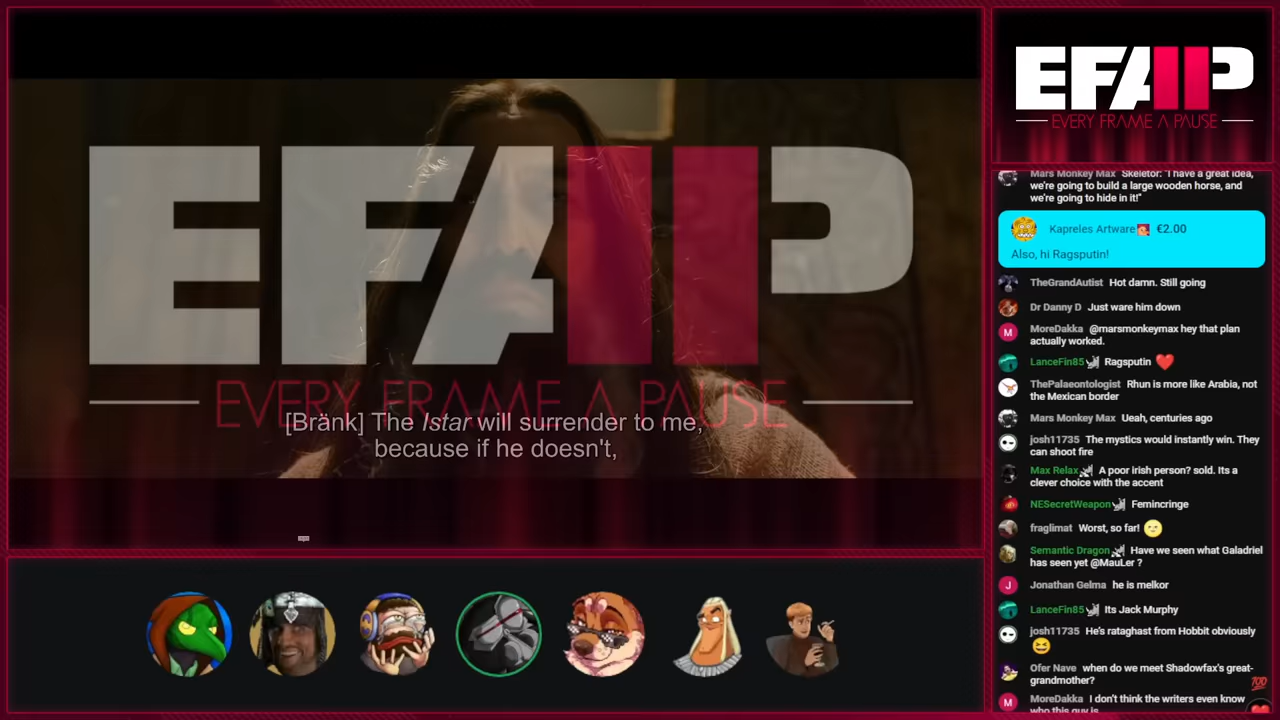 EFAP
EVERY FRAME A PAUSE
[Bränk] The Istar will surrender to me,
because if he doesn't,
EFAP
EVERY FRAME A PAUSE
Mars Monkey Max Skeletor: "I have a great idea,
we're going to build a large wooden horse, and
we're going to hide in it!"
Kapreles Artware €2.00
Also, hi Ragsputin!
TheGrandAutist Hot damn. Still going
Dr Danny D Just ware him down
M MoreDakka @marsmonkeymax hey that plan
actually worked.
LanceFin85 Ragsputin
ThePalaeontologist Rhun is more like Arabia, not
the Mexican border
Mars Monkey Max Ueah, centuries ago
josh11735 The mystics would instantly win. They
can shoot fire
Max Relax A poor irish person? sold. Its a
clever choice with the accent
NESecretWeapon Femincringe
fraglimat Worst, so far!
Semantic Dragon Have we seen what Galadriel
has seen yet @MauLer ?
J Jonathan Gelma he is melkor
LanceFin85 Its Jack Murphy
josh11735 He's rataghast from Hobbit obviously
Ofer Nave when do we meet Shadowfax's great-
grandmother?
100
M MoreDakka I don't think the writers even know
who this guy is